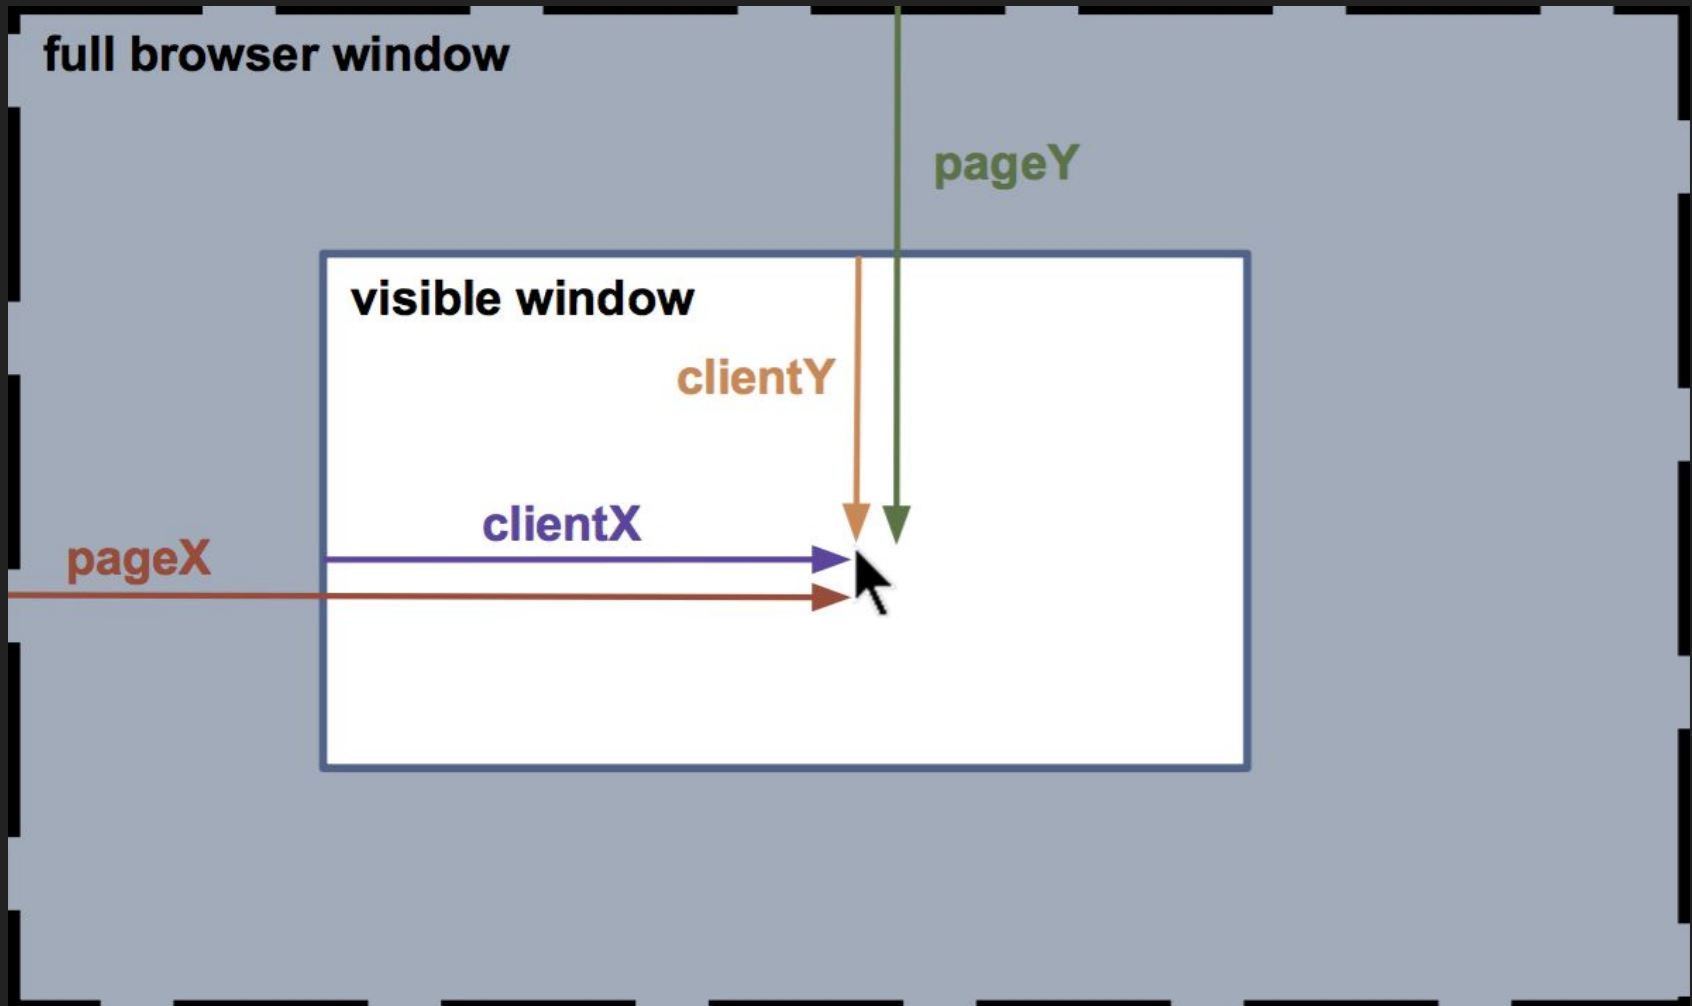 full browser window
pageY
visible window
clientY
clientX
pageX